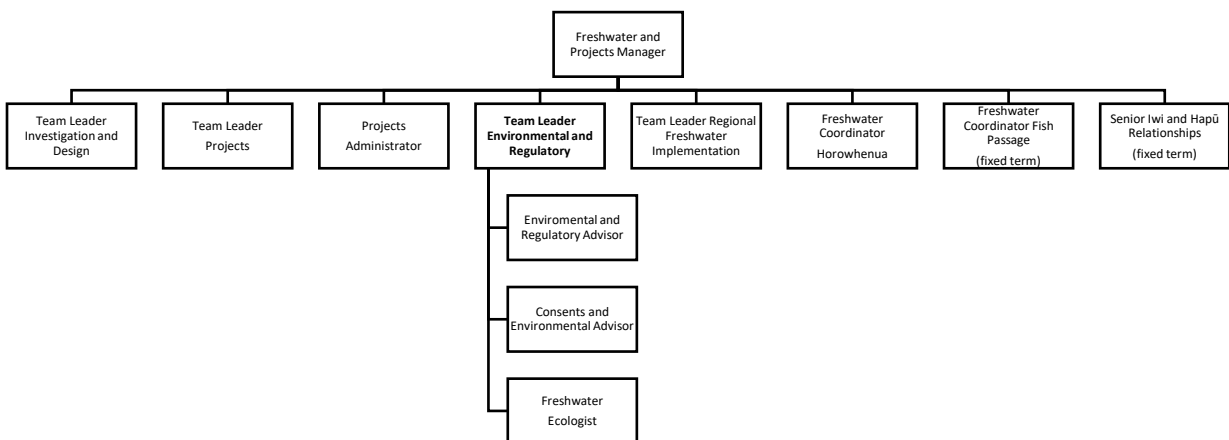 Freshwater and
Projects Manager
Team Leader
Investigation and
Design
Team Leader
Projects
Projects
Administrator
Team Leader
Environmental and
Regulatory
Team Leader Regional
Freshwater
Implementation
Freshwater
Coordinator
Horowhenua
Freshwater
Coordinator Fish
Passage
(fixed term)
Senior Iwi and Hapū
Relationships
(fixed term)
Enviromental and
Regulatory Advisor
Consents and
Environmental Advisor
Freshwater
Ecologist